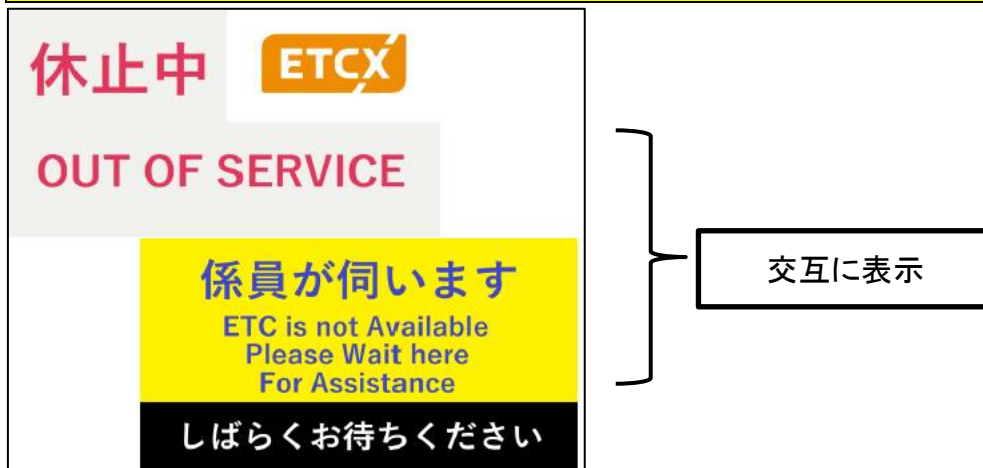 休止中 ETCX
OUT OF SERVICE
係員が伺います
ETC is not Available
Please Wait here
For Assistance
しばらくお待ちください
交互に表示